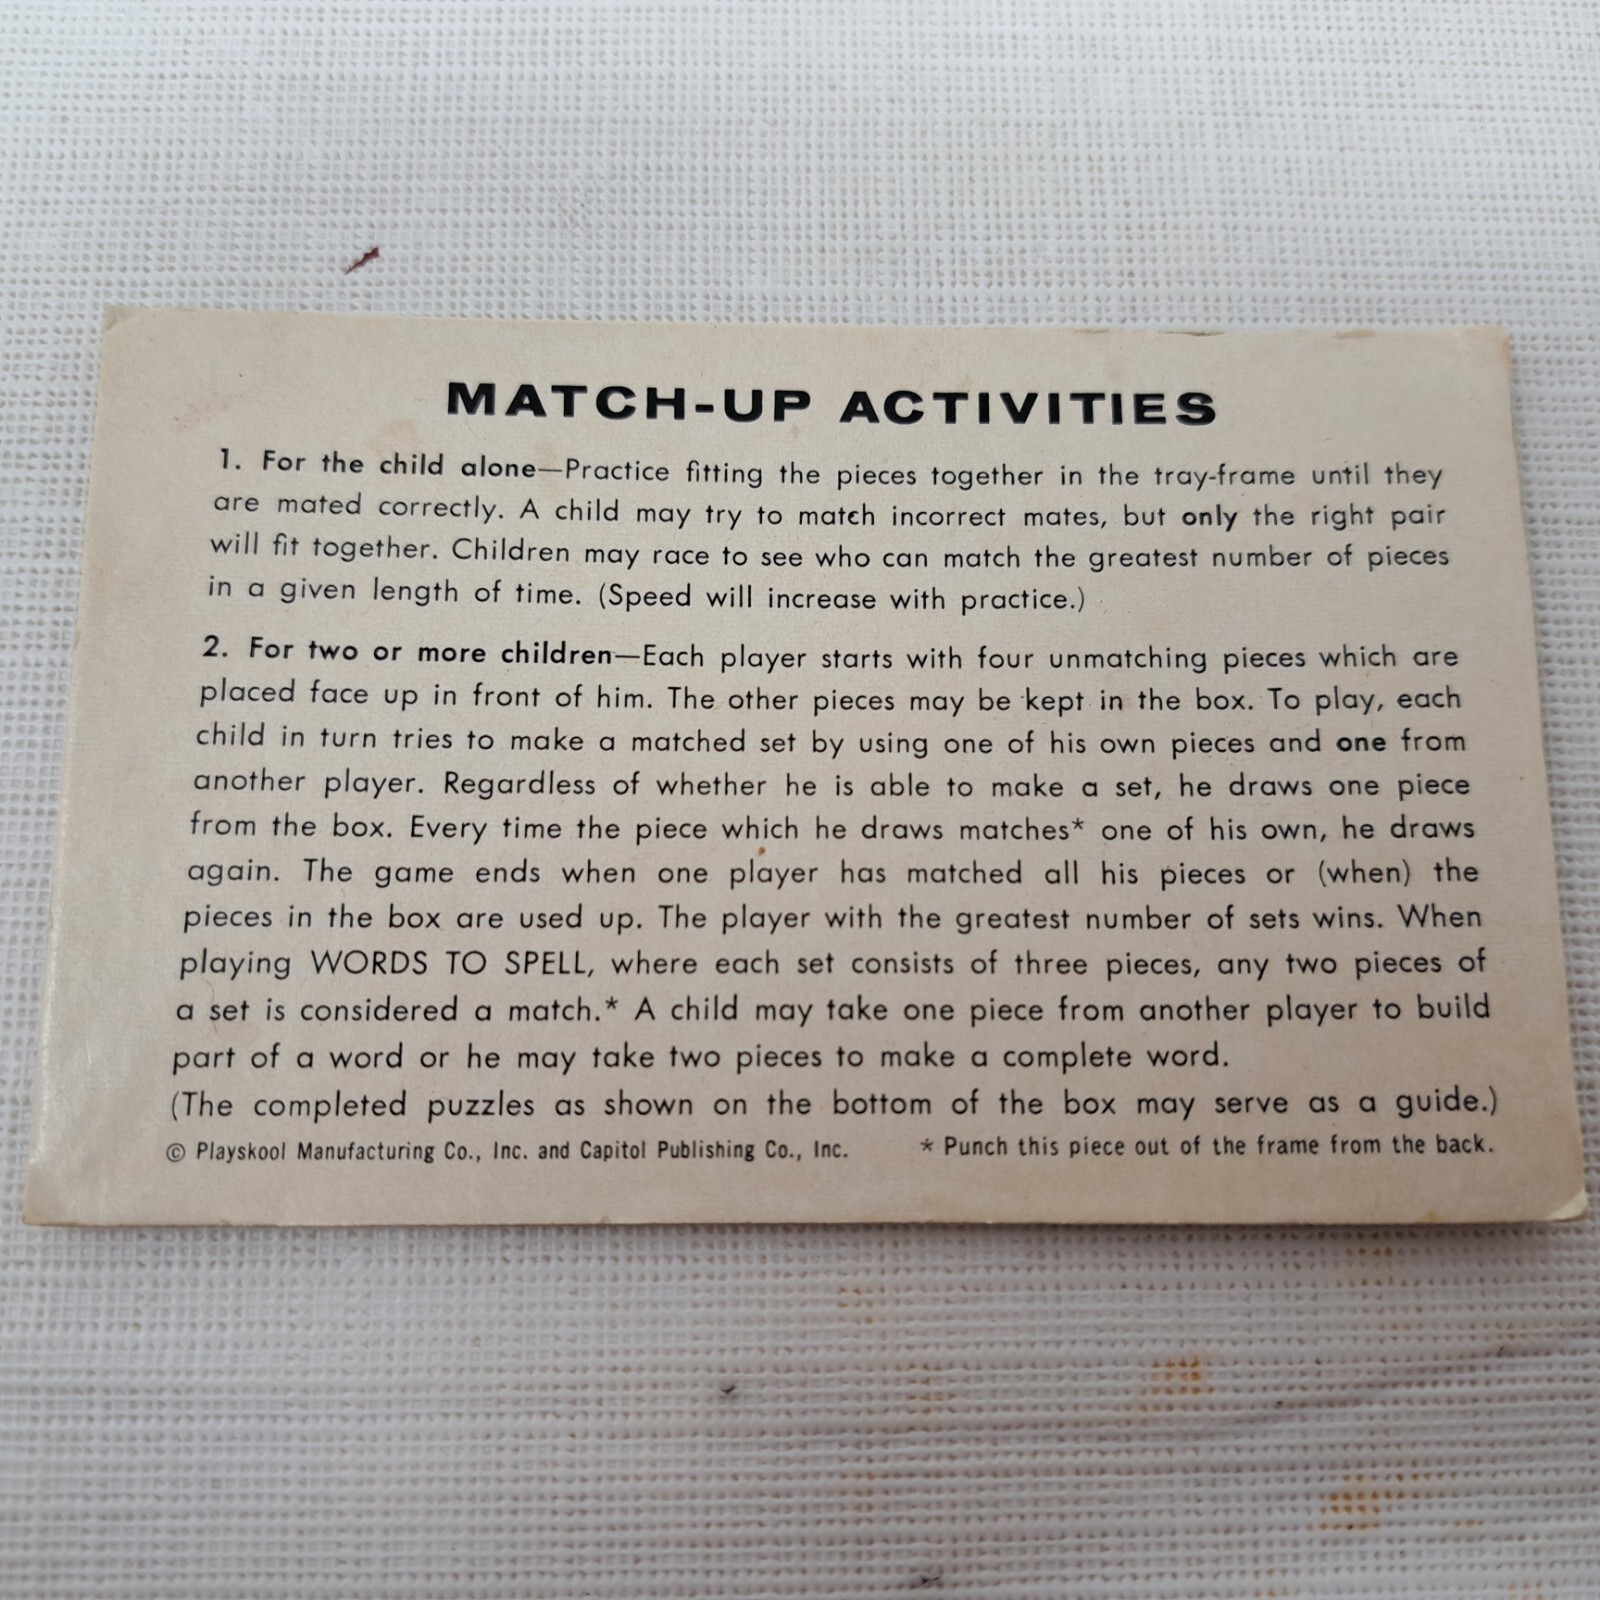 MATCH-UP ACTIVITIES
1. For the child alone—Practice fitting the pieces together in the tray-frame until they
are mated correctly. A child may try to match incorrect mates, but only the right pair
will fit together. Children may race to see who can match the greatest number of pieces
in a given length of time. (Speed will increase with practice.)
2. For two or more children—Each player starts with four unmatching pieces which are
placed face up in front of him. The other pieces may be kept in the box. To play, each
child in turn tries to make a matched set by using one of his own pieces and one from
another player. Regardless of whether he is able to make a set, he draws one piece
from the box. Every time the piece which he draws matches* one of his own, he draws
again. The game ends when one player has matched all his pieces or (when) the
pieces in the box are used up. The player with the greatest number of sets wins. When
playing WORDS TO SPELL, where each set consists of three pieces, any two pieces of
a set is considered a match.* A child may take one piece from another player to build
part of a word or he may take two pieces to make a complete word.
(The completed puzzles as shown on the bottom of the box may serve as a guide.)
© Playskool Manufacturing Co., Inc. and Capitol Publishing Co., Inc. * Punch this piece out of the frame from the back.